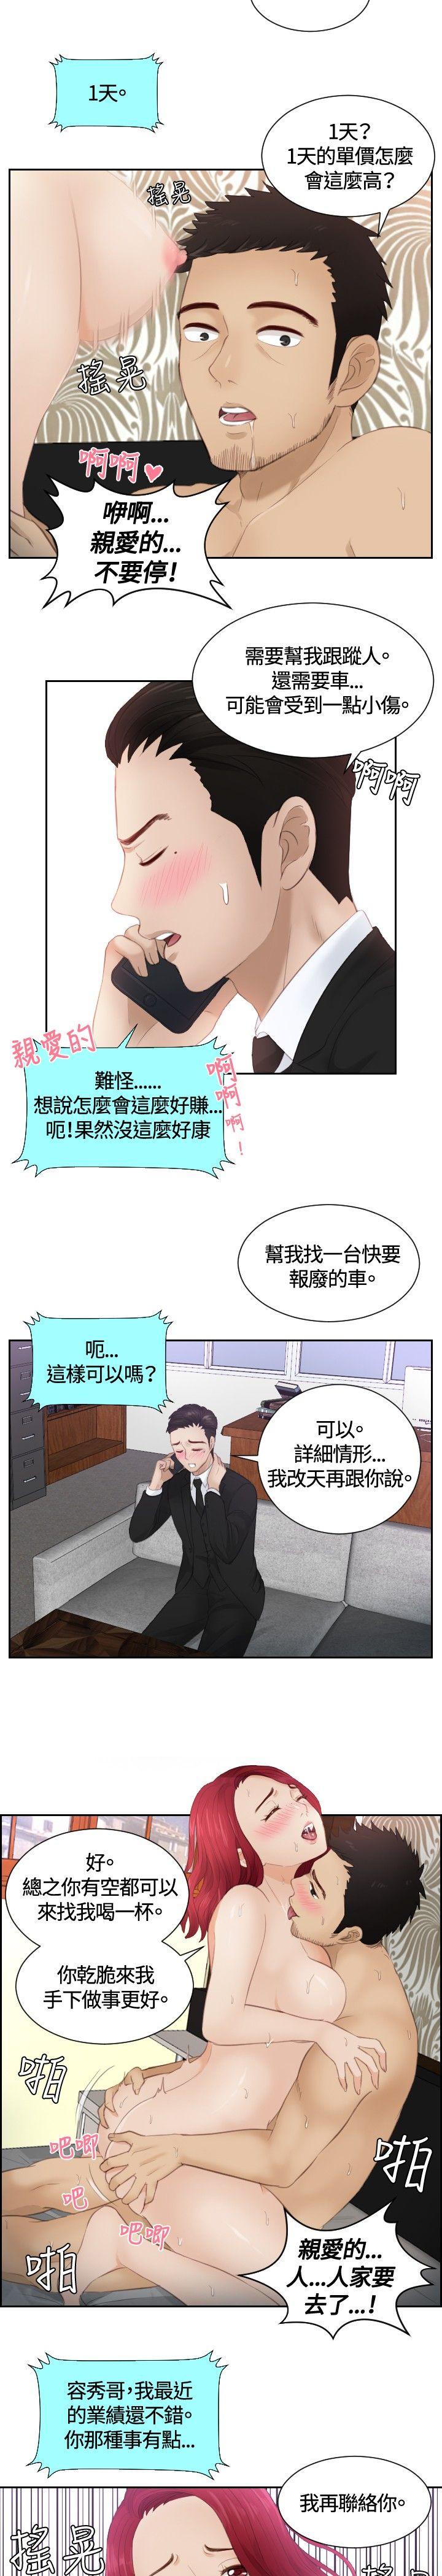 1天。
1天？
1天的單價怎麼
會這麼高？
搖晃
搖晃
啊啊♥
咿啊...
親愛的...
不要停！
需要幫我跟蹤人。
還需要車...
可能會受到一點小傷。
啊啊
親愛的
啊啊啊！
難怪......
想說怎麼會這麼好賺...
呃！果然沒這麼好康
幫我找一台快要
報廢的車。
呃...
這樣可以嗎？
可以。
詳細情形...
我改天再跟你說。
好。
總之你有空都可以
來找我喝一杯。
你乾脆來我
手下做事更好。
啪
吧唧
吧
吧唧
啪
啪
親愛的...
人...人家要
去了...！
容秀哥，我最近
的業績還不錯。
你那種事有點...
我再聯絡你。
搖晃
搖晃